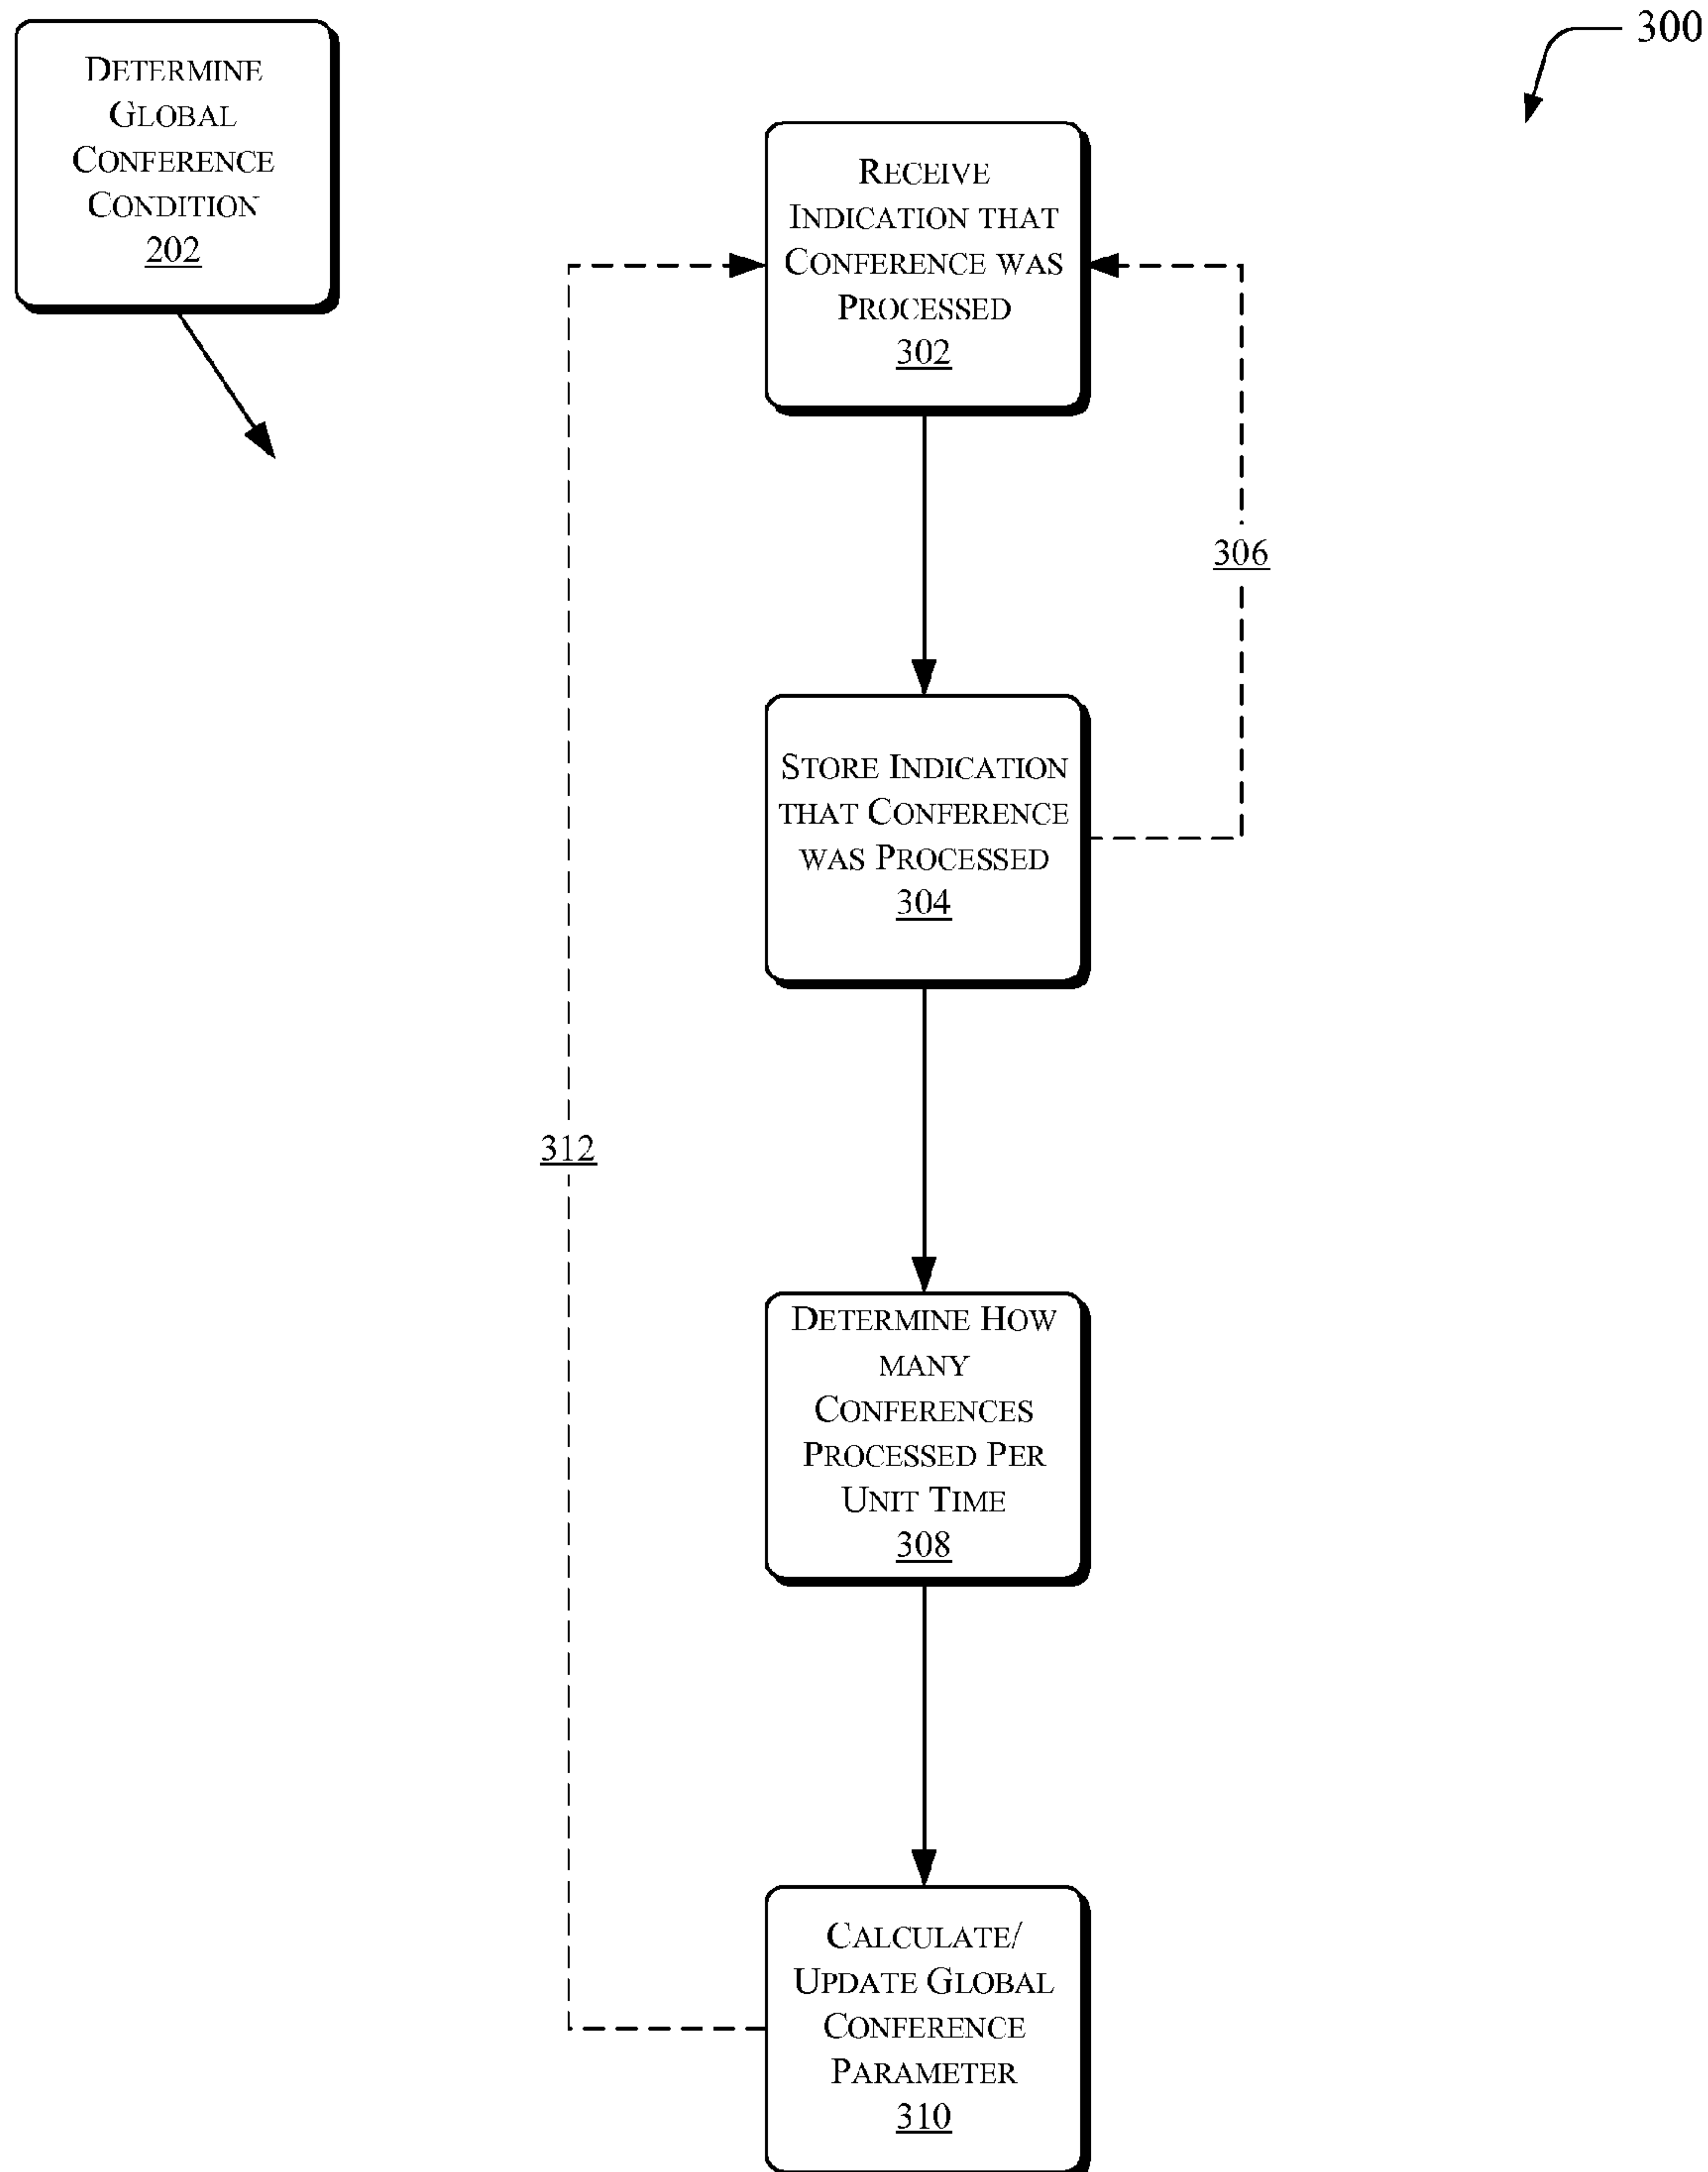 300
Determine
Global
Conference
Condition
202
Receive
Indication that
Conference was
Processed
302
306
Store Indication
that Conference
was Processed
304
312
Determine How
many
Conferences
Processed Per
Unit Time
308
Calculate/
Update Global
Conference
Parameter
310